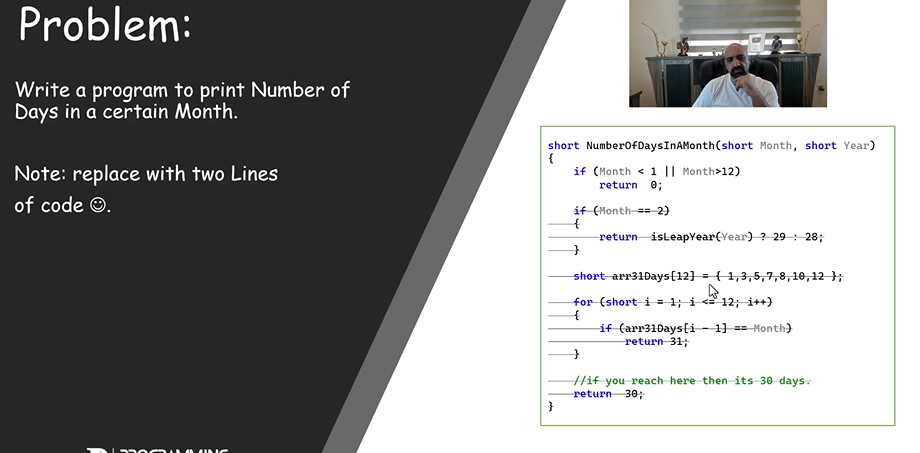 Problem:
Write a program to print Number of
Days in a certain Month.
Note: replace with two Lines
of code ☺.
short NumberOfDaysInAMonth(short Month, short Year)
{
if (Month < 1 || Month>12)
return 0;
if (Month == 2)
{
return isLeapYear(Year) ? 29 : 28;
}
short arr31Days[12] = { 1,3,5,7,8,10,12 };
for (short i = 1; i <= 12; i++)
{
if (arr31Days[i - 1] == Month)
return 31;
}
//if you reach here then its 30 days.
return 30;
}